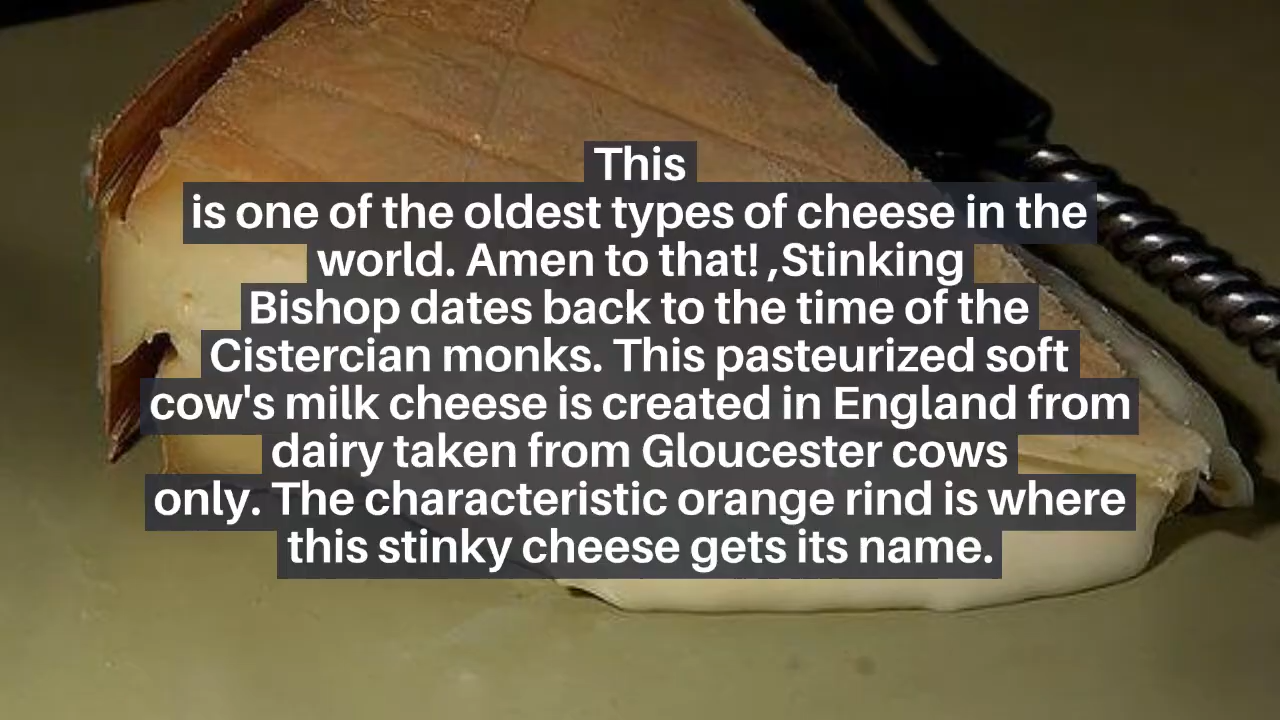 This
is one of the oldest types of cheese in the
world. Amen to that! ,Stinking
Bishop dates back to the time of the
Cistercian monks. This pasteurized soft
cow's milk cheese is created in England from
dairy taken from Gloucester cows
only. The characteristic orange rind is where
this stinky cheese gets its name.